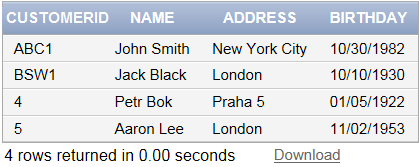 CUSTOMERID NAME ADDRESS BIRTHDAY
ABC1 John Smith New York City 10/30/1982
BSW1 Jack Black London 10/10/1930
4 Petr Bok Praha 5 01/05/1922
5 Aaron Lee London 11/02/1953
4 rows returned in 0.00 seconds Download